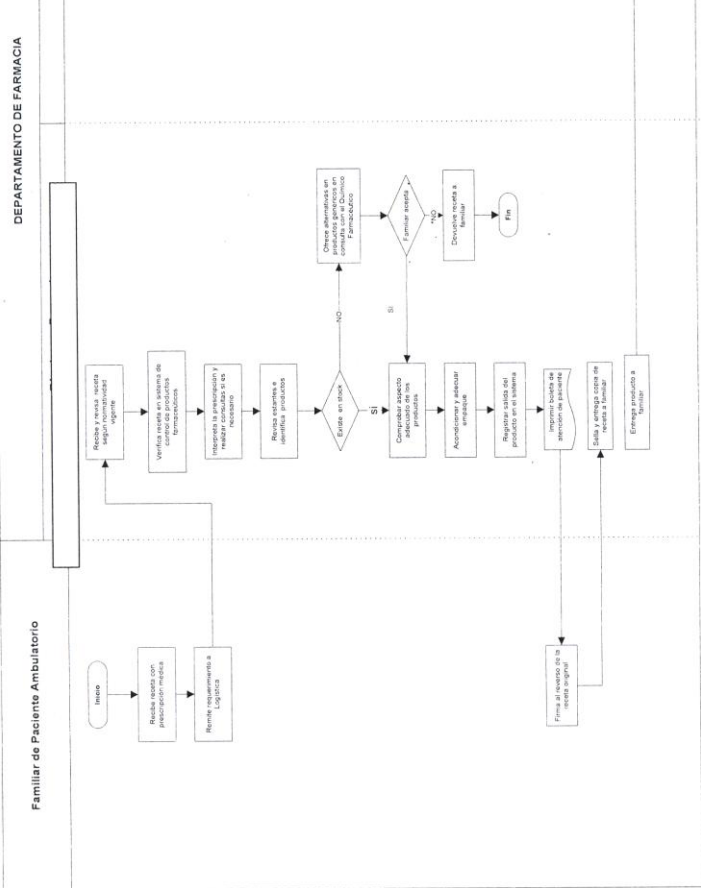 DEPARTAMENTO DE FARMACIA
Familiar de Paciente Ambulatorio
Inicio
Recibe receta con
prescripción médica
Remite requerimiento a
Logística
Recibe y revisa receta
según normatividad
vigente
Verifica receta en sistema de
control de productos
farmaceuticos
Interpreta la prescripción y
realizar consultas si es
necesario
Revisa estantes e
identifica productos
Existe en stock
NO
SI
Ofrece alternativas en
productos genericos en
consulta con el Químico
Farmaceutico
Familiar acepta
SI
*NO
Devuelve receta a
familiar
Fin
Comprobar aspecto
adecuado de los
productos
Acondicionar y adecuar
empaque
Registrar salida del
producto en el sistema
Imprimir boleta de
atención de paciente
Firma al reverso de la
receta original
Sella y entrega copia de
receta a familiar
Entrega producto a
familiar